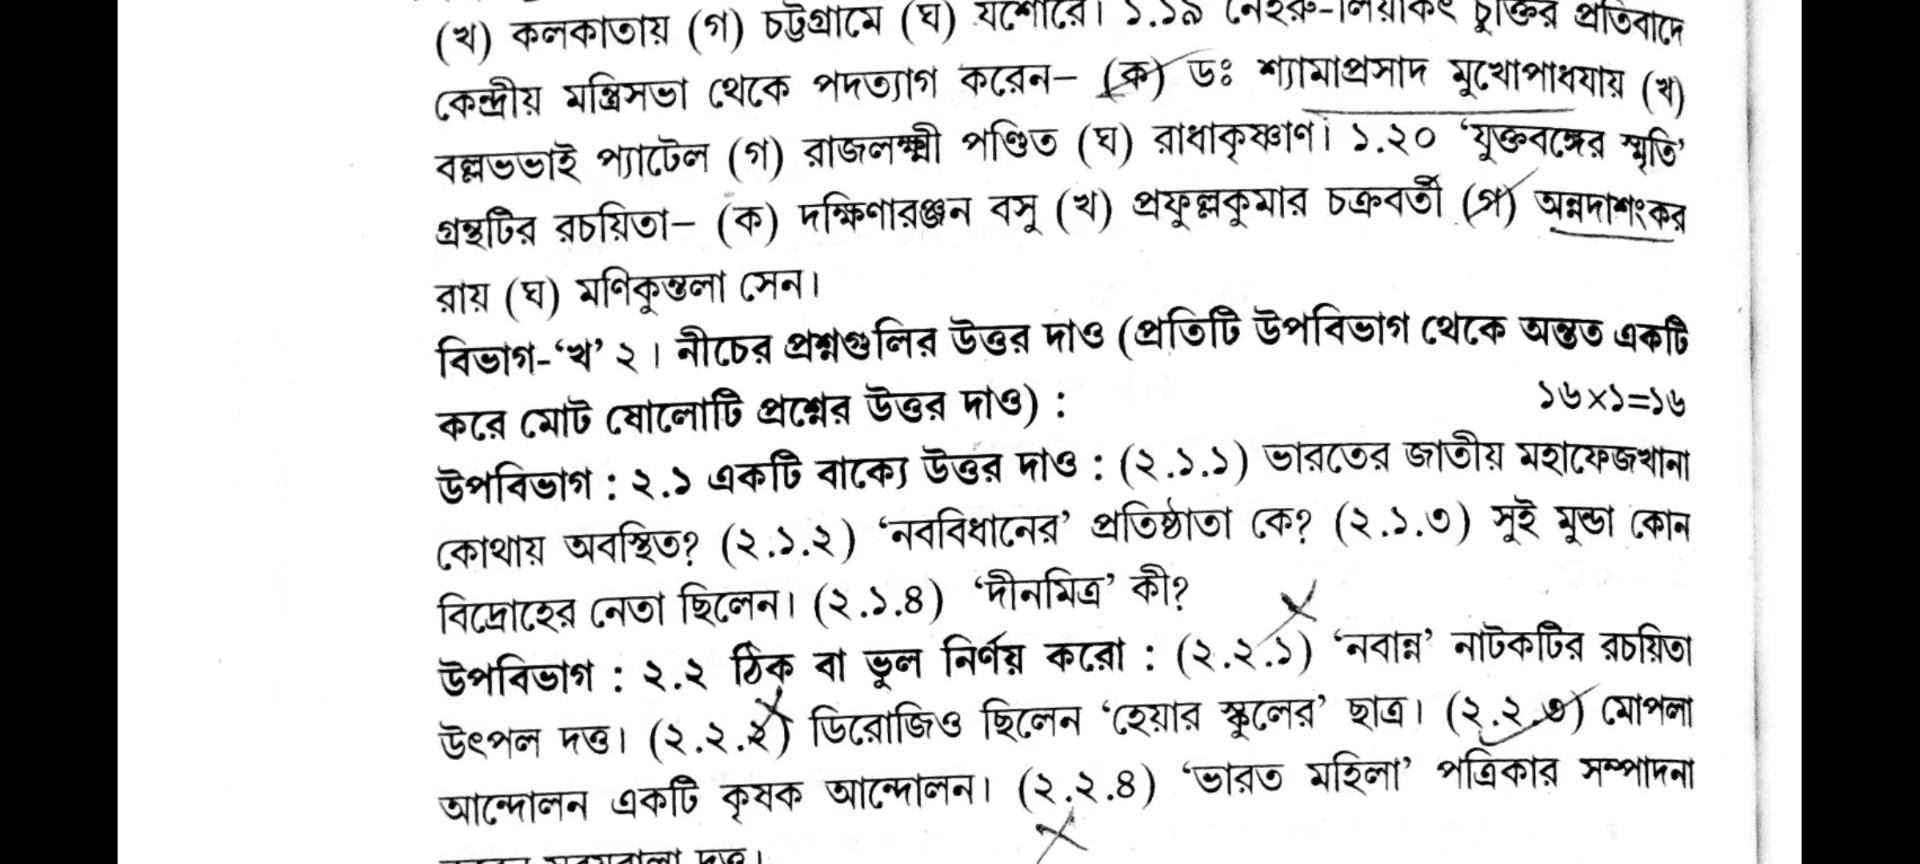 (খ) কলকাতায় (গ) চট্টগ্রামে (ঘ) যশোরে। ১.১৯ নেহরু-লিয়াকৎ চুক্তির প্রতিবাদে
কেন্দ্রীয় মন্ত্রিসভা থেকে পদত্যাগ করেন– (ক) ডঃ শ্যামাপ্রসাদ মুখোপাধ্যায় (খ)
বল্লভভাই প্যাটেল (গ) রাজলক্ষ্মী পণ্ডিত (ঘ) রাধাকৃষ্ণাণ। ১.২০ ‘যুক্তবঙ্গের স্মৃতি’
গ্রন্থটির রচয়িতা– (ক) দক্ষিণারঞ্জন বসু (খ) প্রফুল্লকুমার চক্রবর্তী (গ) অন্নদাশংকর
রায় (ঘ) মণিকুন্তলা সেন।
বিভাগ-‘খ’ ২। নীচের প্রশ্নগুলির উত্তর দাও (প্রতিটি উপবিভাগ থেকে অন্তত একটি
করে মোট ষোলোটি প্রশ্নের উত্তর দাও) : ১৬×১=১৬
উপবিভাগ : ২.১ একটি বাক্যে উত্তর দাও : (২.১.১) ভারতের জাতীয় মহাফেজখানা
কোথায় অবস্থিত? (২.১.২) ‘নববিধানের’ প্রতিষ্ঠাতা কে? (২.১.৩) সুই মুন্ডা কোন
বিদ্রোহের নেতা ছিলেন। (২.১.৪) ‘দীনমিত্র’ কী?
উপবিভাগ : ২.২ ঠিক বা ভুল নির্ণয় করো : (২.২.১) ‘নবান্ন’ নাটকটির রচয়িতা
উৎপল দত্ত। (২.২.২) ডিরোজিও ছিলেন ‘হেয়ার স্কুলের’ ছাত্র। (২.২.৩) মোপলা
আন্দোলন একটি কৃষক আন্দোলন। (২.২.৪) ‘ভারত মহিলা’ পত্রিকার সম্পাদনা
দত্ত।